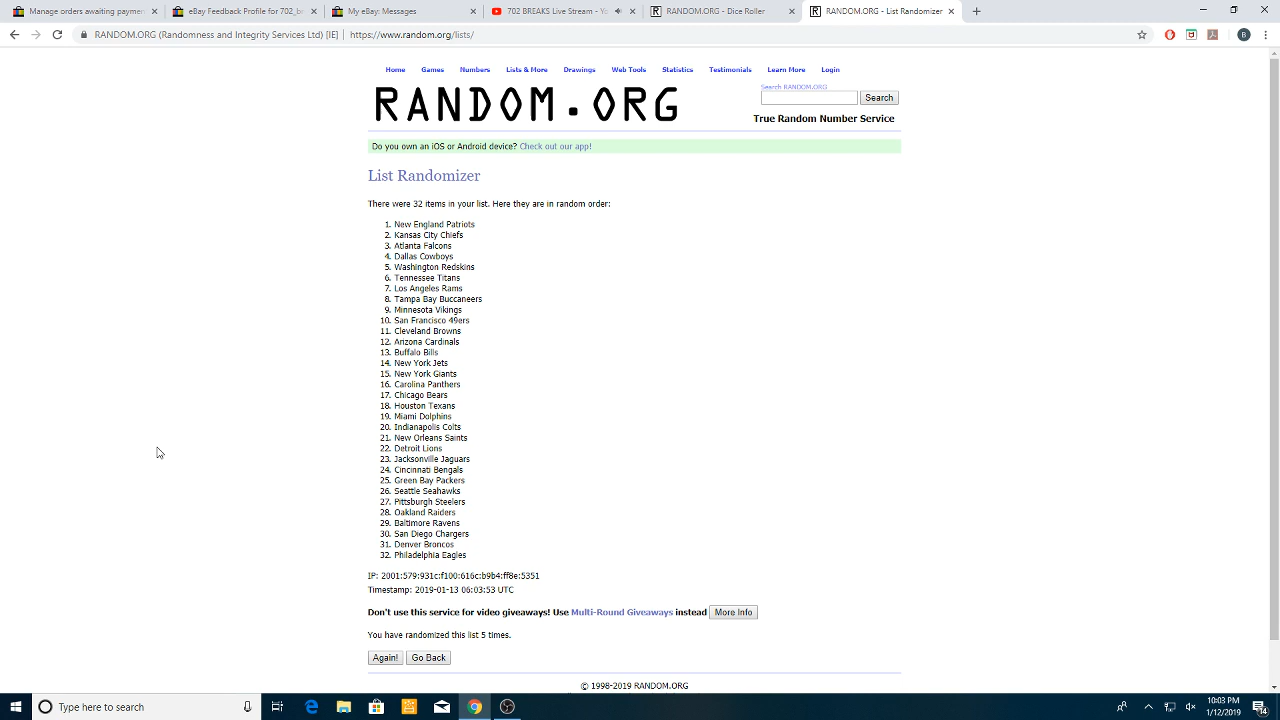 Manage orders awaiting payment
eBay Feedback Profile for 702_b
My eBay Messages
702 BREAKS Live Stream - Yo
RANDOM.ORG - Dice Roller
RANDOM.ORG - List Randomizer
RANDOM.ORG (Randomness and Integrity Services Ltd) [IE] | https://www.random.org/lists/
B
Home Games Numbers Lists & More Drawings Web Tools Statistics Testimonials Learn More Login
RANDOM.ORG
Search RANDOM.ORG
Search
True Random Number Service
Do you own an iOS or Android device? Check out our app!
List Randomizer
There were 32 items in your list. Here they are in random order:
1. New England Patriots
2. Kansas City Chiefs
3. Atlanta Falcons
4. Dallas Cowboys
5. Washington Redskins
6. Tennessee Titans
7. Los Angeles Rams
8. Tampa Bay Buccaneers
9. Minnesota Vikings
10. San Francisco 49ers
11. Cleveland Browns
12. Arizona Cardinals
13. Buffalo Bills
14. New York Jets
15. New York Giants
16. Carolina Panthers
17. Chicago Bears
18. Houston Texans
19. Miami Dolphins
20. Indianapolis Colts
21. New Orleans Saints
22. Detroit Lions
23. Jacksonville Jaguars
24. Cincinnati Bengals
25. Green Bay Packers
26. Seattle Seahawks
27. Pittsburgh Steelers
28. Oakland Raiders
29. Baltimore Ravens
30. San Diego Chargers
31. Denver Broncos
32. Philadelphia Eagles
IP: 2001:579:931c:f100:616c:b9b4:ff8e:5351
Timestamp: 2019-01-13 06:03:53 UTC
Don't use this service for video giveaways! Use Multi-Round Giveaways instead More Info
You have randomized this list 5 times.
Again! Go Back
© 1998-2019 RANDOM.ORG
Type here to search
10:03 PM
1/12/2019
14